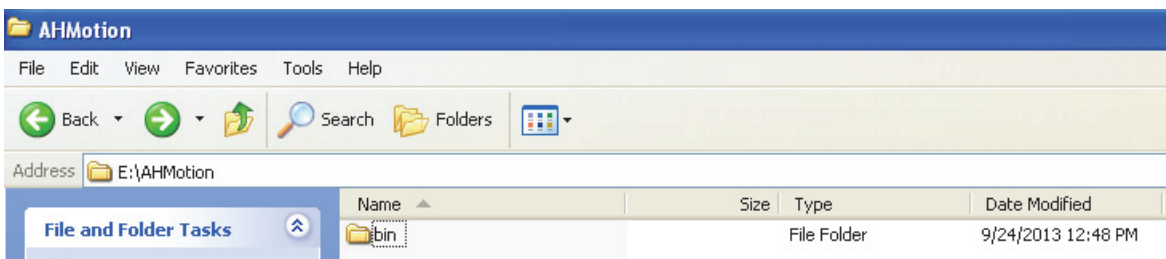 AHMotion
File Edit View Favorites Tools Help
Back Search Folders
Address E:\AHMotion
Name Size Type Date Modified
File and Folder Tasks bin File Folder 9/24/2013 12:48 PM